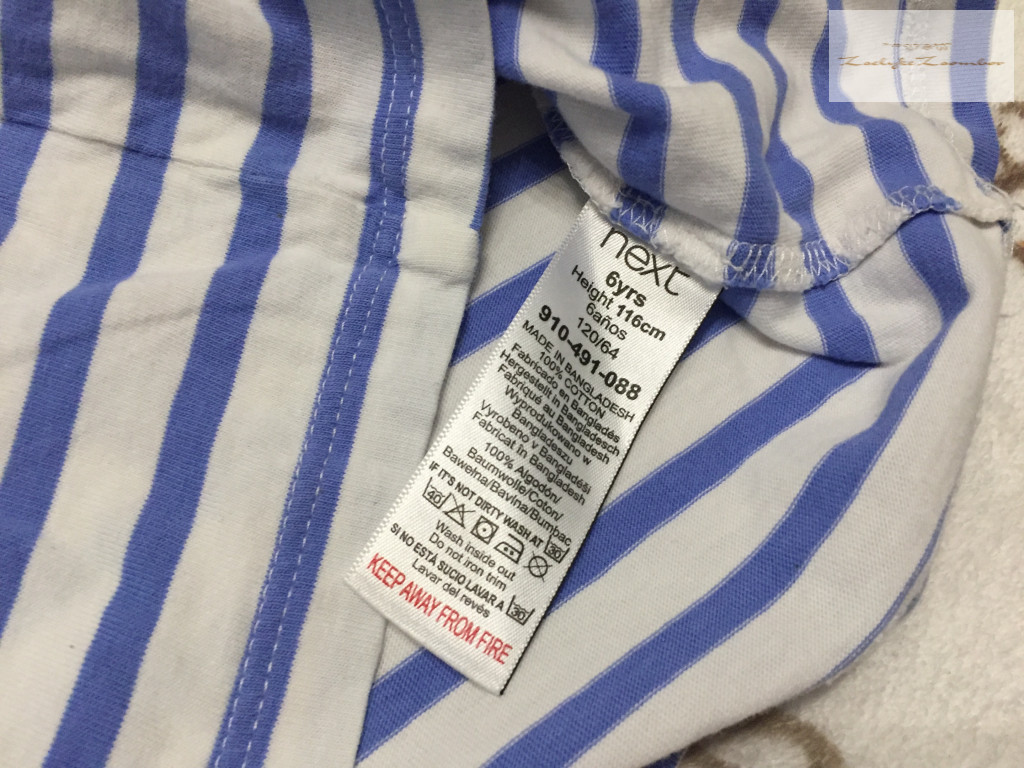 next
6yrs
Height 116cm
6años
120/64
910-491-088
MADE IN BANGLADESH
100% COTTON
Fabricado en Bangladés
Hergestellt in Bangladesch
Fabriqué au Bangladesh
Wyprodukowano w
Bangladeszu
Vyrobeno v Bangladéši
Fabricat în Bangladesh
100% Algodón/
Baumwolle/Coton/
Bawełna/Bavlna/Bumbac
IF IT'S NOT DIRTY WASH AT 30
40
Wash inside out
Do not iron trim
SI NO ESTÁ SUCIO LAVAR A 30
Lavar del revés
KEEP AWAY FROM FIRE